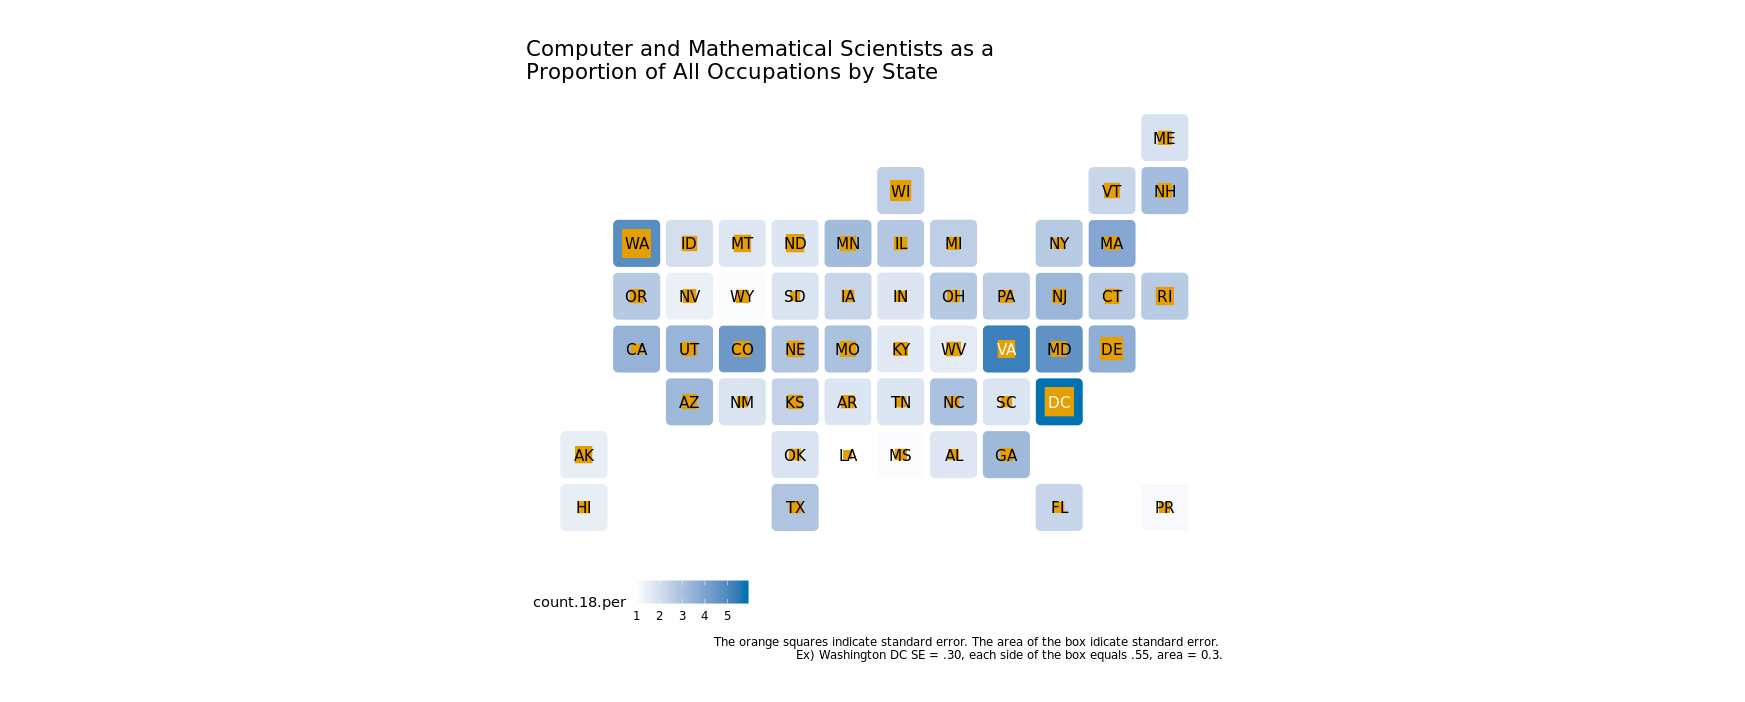 Computer and Mathematical Scientists as a
Proportion of All Occupations by State
ME
WI VT NH
WA ID MT ND MN IL MI NY MA
OR NV WY SD IA IN OH PA NJ CT RI
CA UT CO NE MO KY WV VA MD DE
AZ NM KS AR TN NC SC DC
AK OK LA MS AL GA
HI TX FL PR
count.18.per
1 2 3 4 5
The orange squares indicate standard error. The area of the box idicate standard error.
Ex) Washington DC SE = .30, each side of the box equals .55, area = 0.3.